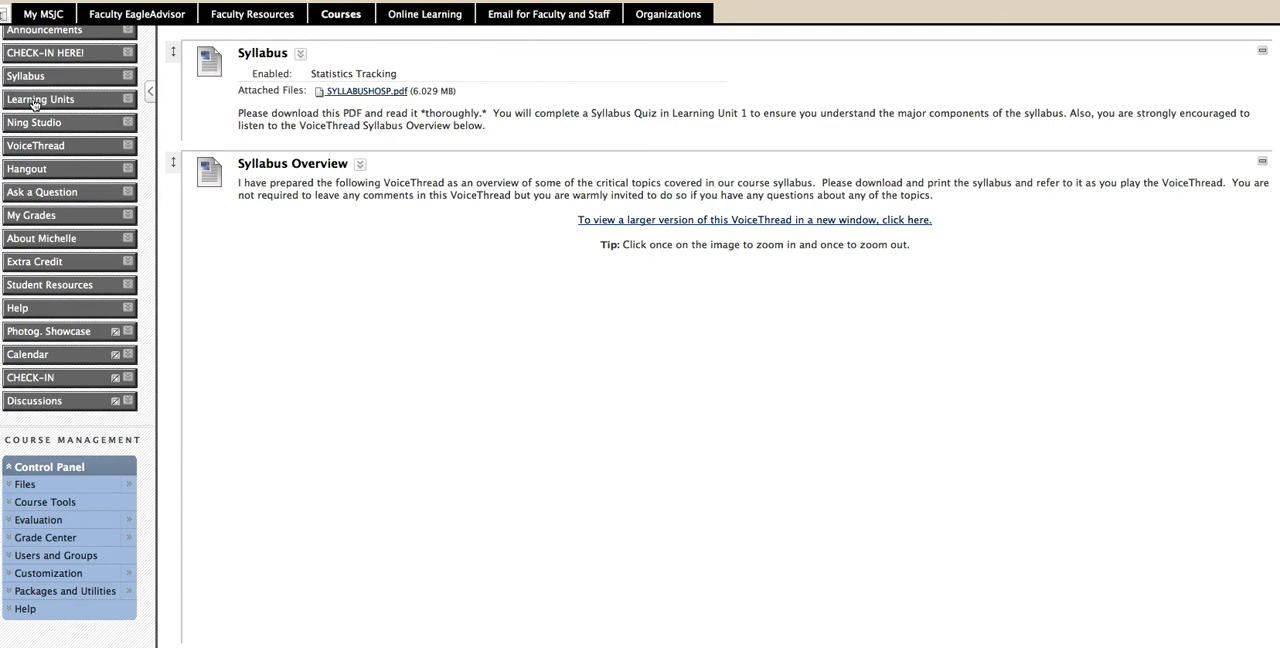 My MSJC Faculty EagleAdvisor Faculty Resources Courses Online Learning Email for Faculty and Staff Organizations
Announcements
CHECK-IN HERE!
Syllabus
Learning Units
Ning Studio
VoiceThread
Hangout
Ask a Question
My Grades
About Michelle
Extra Credit
Student Resources
Help
Photog. Showcase
Calendar
CHECK-IN
Discussions
COURSE MANAGEMENT
Control Panel
Files
Course Tools
Evaluation
Grade Center
Users and Groups
Customization
Packages and Utilities
Help
Syllabus
Enabled: Statistics Tracking
Attached Files: SYLLABUSHOSP.pdf (6.029 MB)
Please download this PDF and read it *thoroughly.* You will complete a Syllabus Quiz in Learning Unit 1 to ensure you understand the major components of the syllabus. Also, you are strongly encouraged to
listen to the VoiceThread Syllabus Overview below.
Syllabus Overview
I have prepared the following VoiceThread as an overview of some of the critical topics covered in our course syllabus. Please download and print the syllabus and refer to it as you play the VoiceThread. You are
not required to leave any comments in this VoiceThread but you are warmly invited to do so if you have any questions about any of the topics.
To view a larger version of this VoiceThread in a new window, click here.
Tip: Click once on the image to zoom in and once to zoom out.